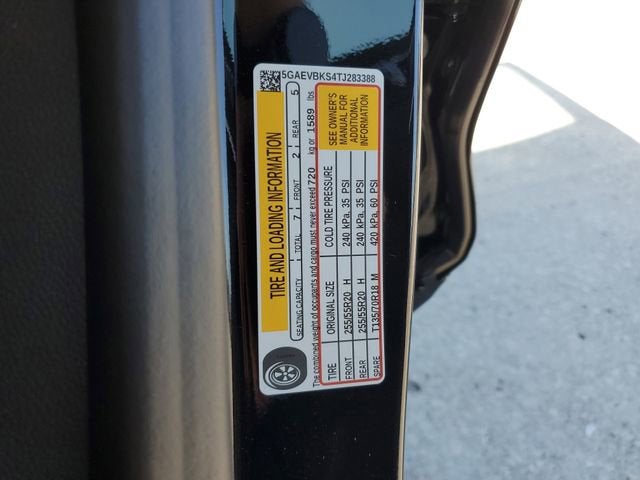 5GAEVBKS4TJ283388
TIRE AND LOADING INFORMATION
SEATING CAPACITY TOTAL 7 FRONT 2 REAR 5
The combined weight of occupants and cargo must never exceed 720 kg or 1589 lbs
TIRE ORIGINAL SIZE COLD TIRE PRESSURE
FRONT 255/55R20 H 240 kPa, 35 PSI
REAR 255/55R20 H 240 kPa, 35 PSI
SPARE T135/70R18 M 420 kPa, 60 PSI
SEE OWNER'S
MANUAL FOR
ADDITIONAL
INFORMATION